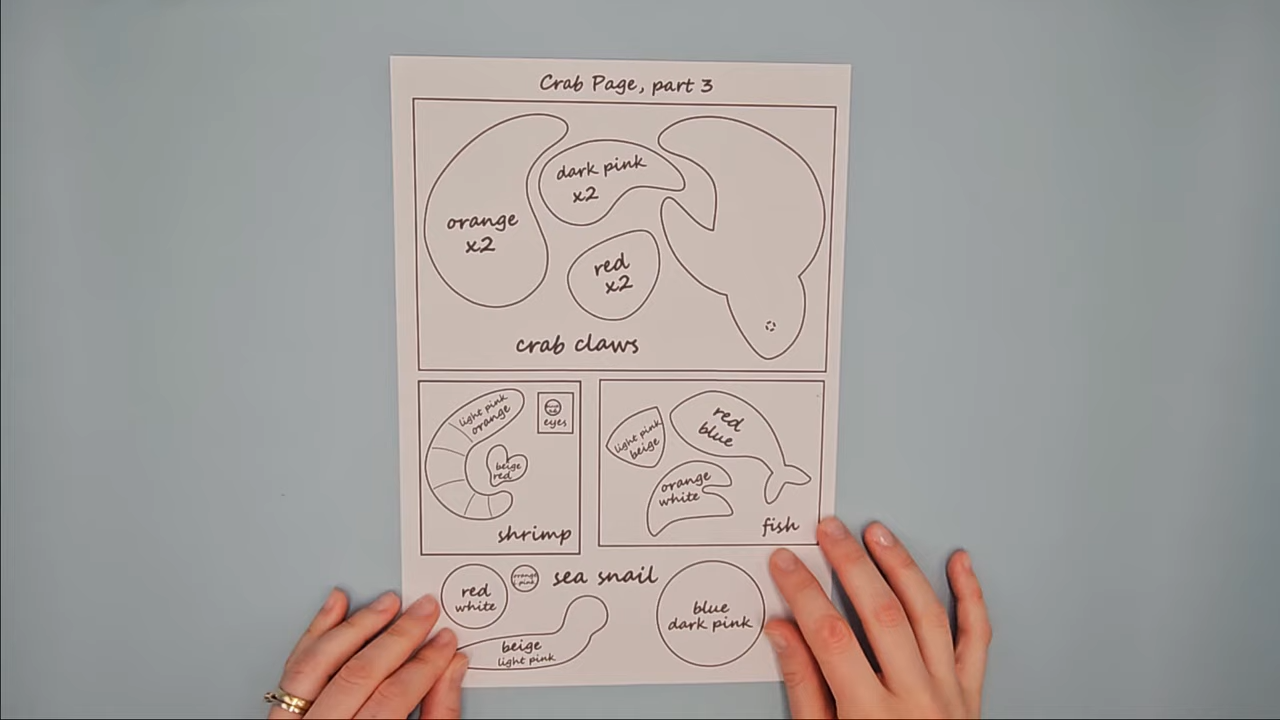 Crab Page, part 3
dark pink
x2
orange
x2
red
x2
crab claws
light pink
orange
eyes
beige
red
shrimp
red
blue
light pink
beige
orange
white
fish
sea snail
red
white
orange
blue
dark pink
beige
light pink